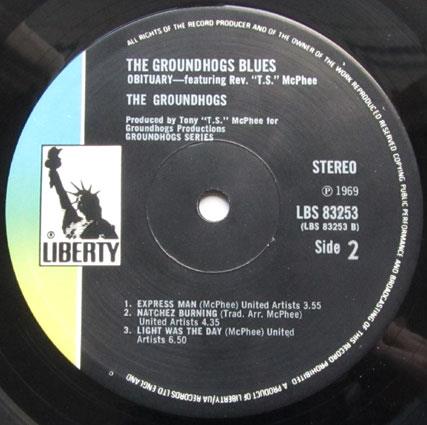 ALL RIGHTS OF THE RECORD PRODUCER AND OF THE OWNER OF THE WORK REPRODUCED RESERVED COPYING PUBLIC PERFORMANCE AND BROADCASTING OF THIS RECORD PROHIBITED. A PRODUCT OF LIBERTY/UA RECORDS LTD ENGLAND
THE GROUNDHOGS BLUES
OBITUARY—featuring Rev. "T.S." McPhee
THE GROUNDHOGS
Produced by Tony "T.S." McPhee for
Groundhogs Productions
GROUNDHOGS SERIES
STEREO
Ⓟ 1969
LBS 83253
(LBS 83253 B)
Side 2
®
LIBERTY
1. EXPRESS MAN (McPhee) United Artists 3.55
2. NATCHEZ BURNING (Trad. Arr. McPhee)
United Artists 4.35
3. LIGHT WAS THE DAY (McPhee) United
Artists 6.50